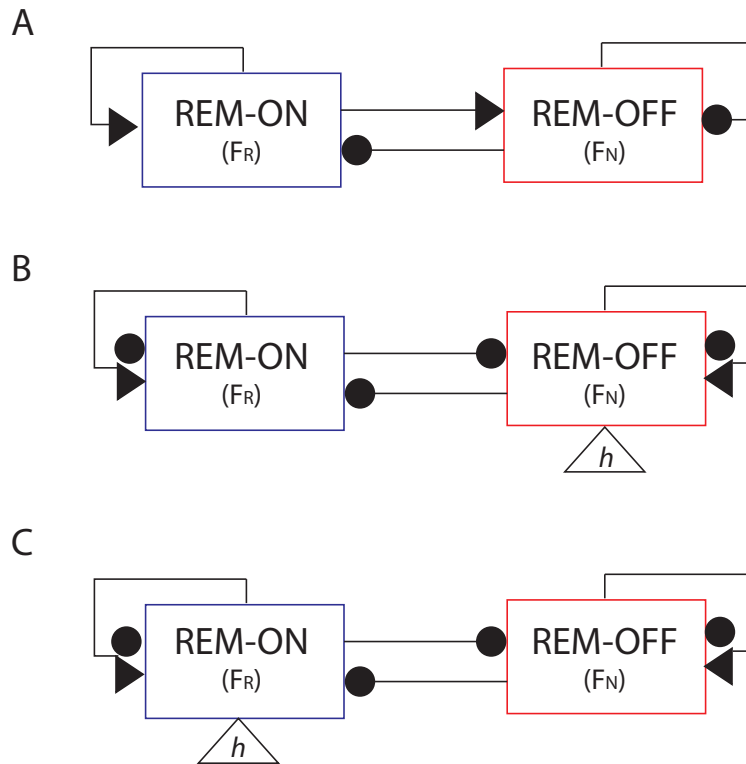 A
REM-ON
(FR)
REM-OFF
(FN)
B
REM-ON
(FR)
REM-OFF
(FN)
h
C
REM-ON
(FR)
REM-OFF
(FN)
h